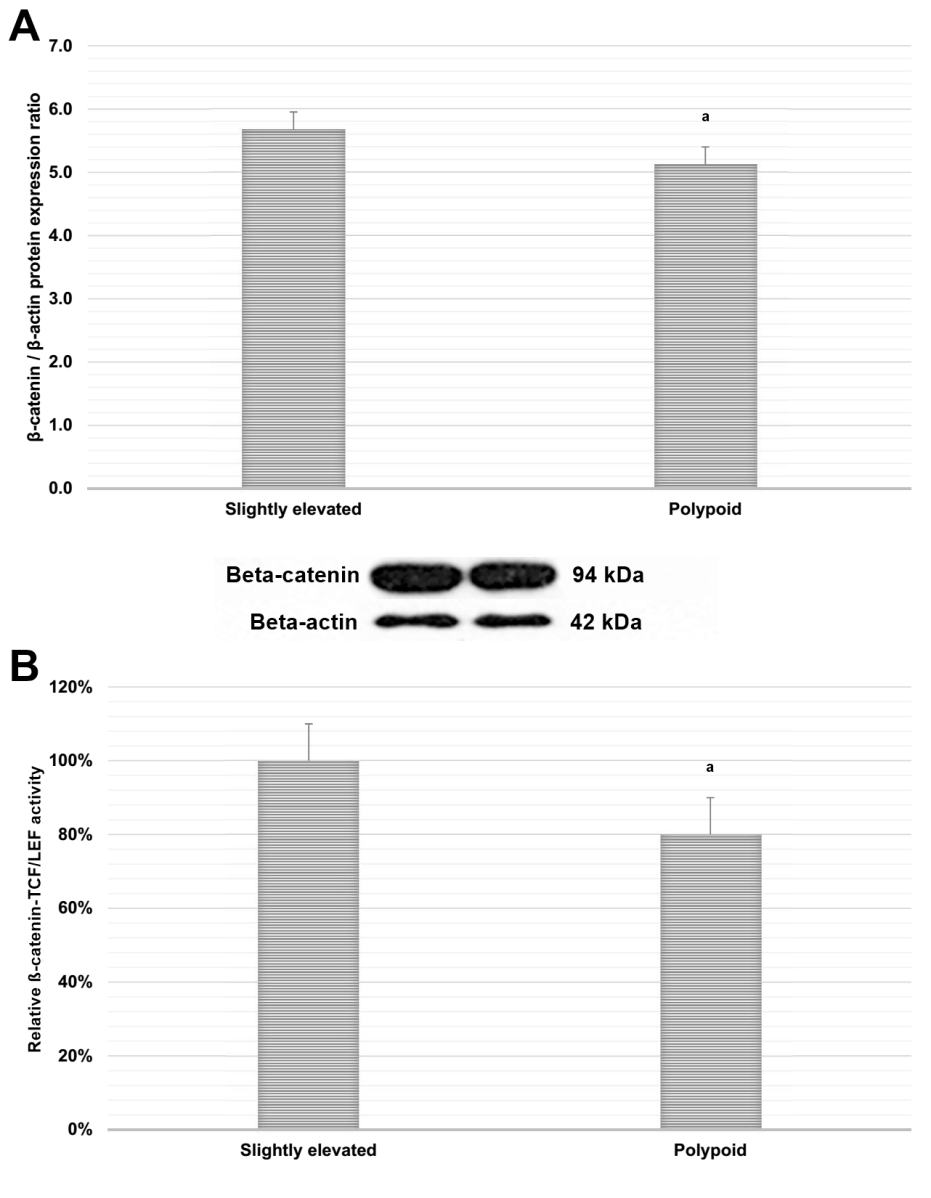 A
β-catenin / β-actin protein expression ratio
7.0
6.0
5.0
4.0
3.0
2.0
1.0
0.0
a
Slightly elevated Polypoid
Beta-catenin 94 kDa
Beta-actin 42 kDa
B
Relative ß-catenin-TCF/LEF activity
120%
100%
80%
60%
40%
20%
0%
a
Slightly elevated Polypoid